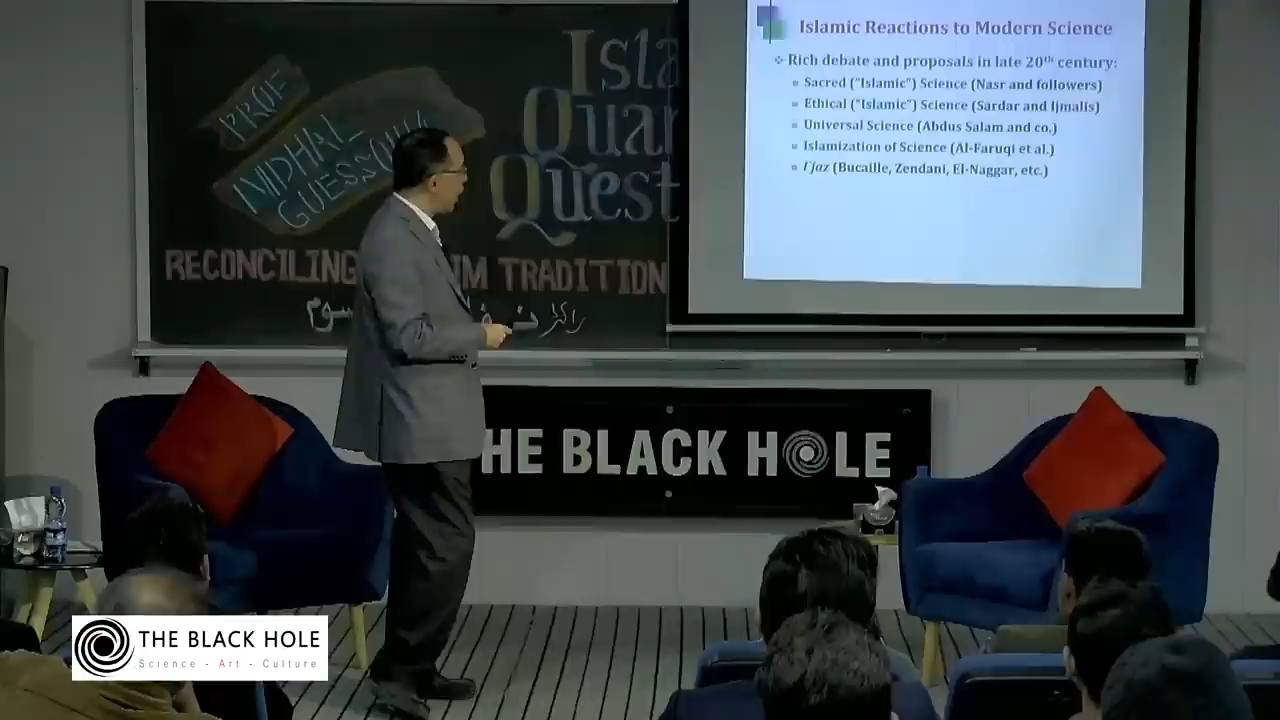 Islamic Reactions to Modern Science
❖ Rich debate and proposals in late 20th century:
Sacred ("Islamic") Science (Nasr and followers)
Ethical ("Islamic") Science (Sardar and Ijmalis)
Universal Science (Abdus Salam and co.)
Islamization of Science (Al-Faruqi et al.)
I'jaz (Bucaille, Zendani, El-Naggar, etc.)
PROF
NIDHAL
GUESSOUM
Isla
Quan
Quest
RECONCILING IM TRADITION
HE BLACK HOLE
THE BLACK HOLE
Science - Art - Culture